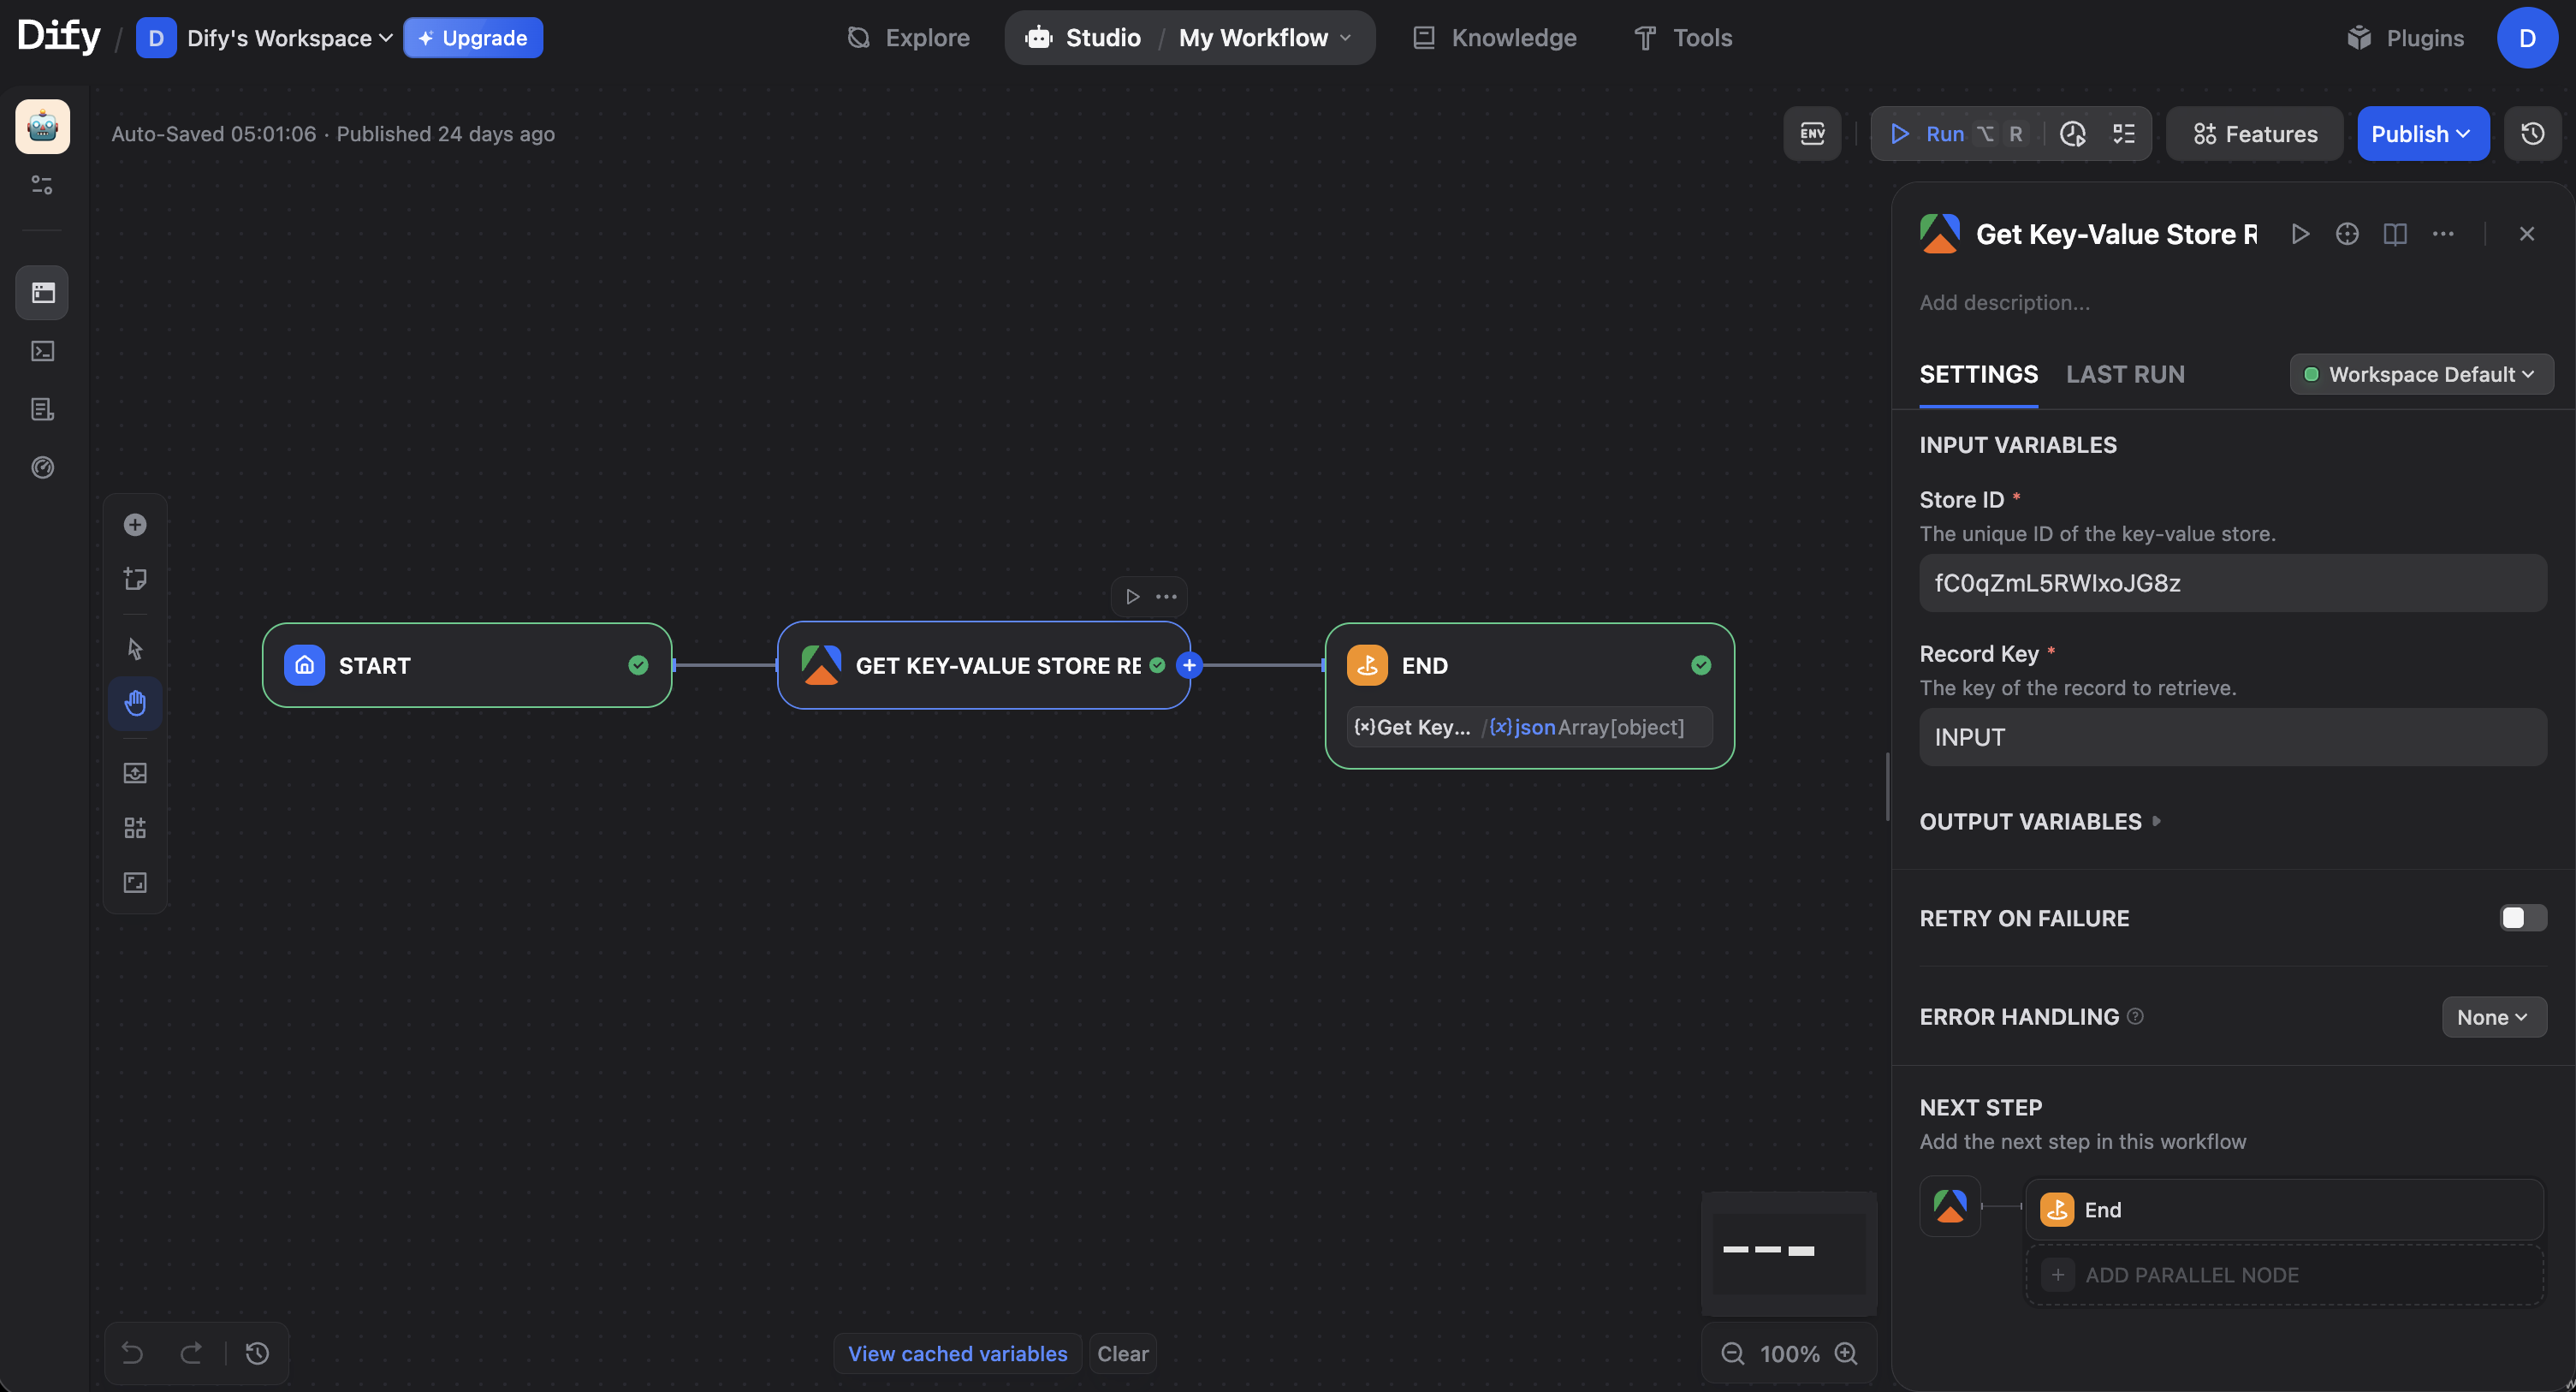 Dify / D Dify's Workspace Upgrade
Explore Studio / My Workflow Knowledge Tools
Plugins D
Auto-Saved 05:01:06 · Published 24 days ago
ENV Run ⌥ R Features Publish
Get Key-Value Store R
Add description...
SETTINGS LAST RUN Workspace Default
INPUT VARIABLES
Store ID *
The unique ID of the key-value store.
fC0qZmL5RWIxoJG8z
Record Key *
The key of the record to retrieve.
INPUT
OUTPUT VARIABLES
RETRY ON FAILURE
ERROR HANDLING None
NEXT STEP
Add the next step in this workflow
End
+ ADD PARALLEL NODE
START
GET KEY-VALUE STORE RE
END
{x}Get Key... /{x}jsonArray[object]
View cached variables Clear
100%